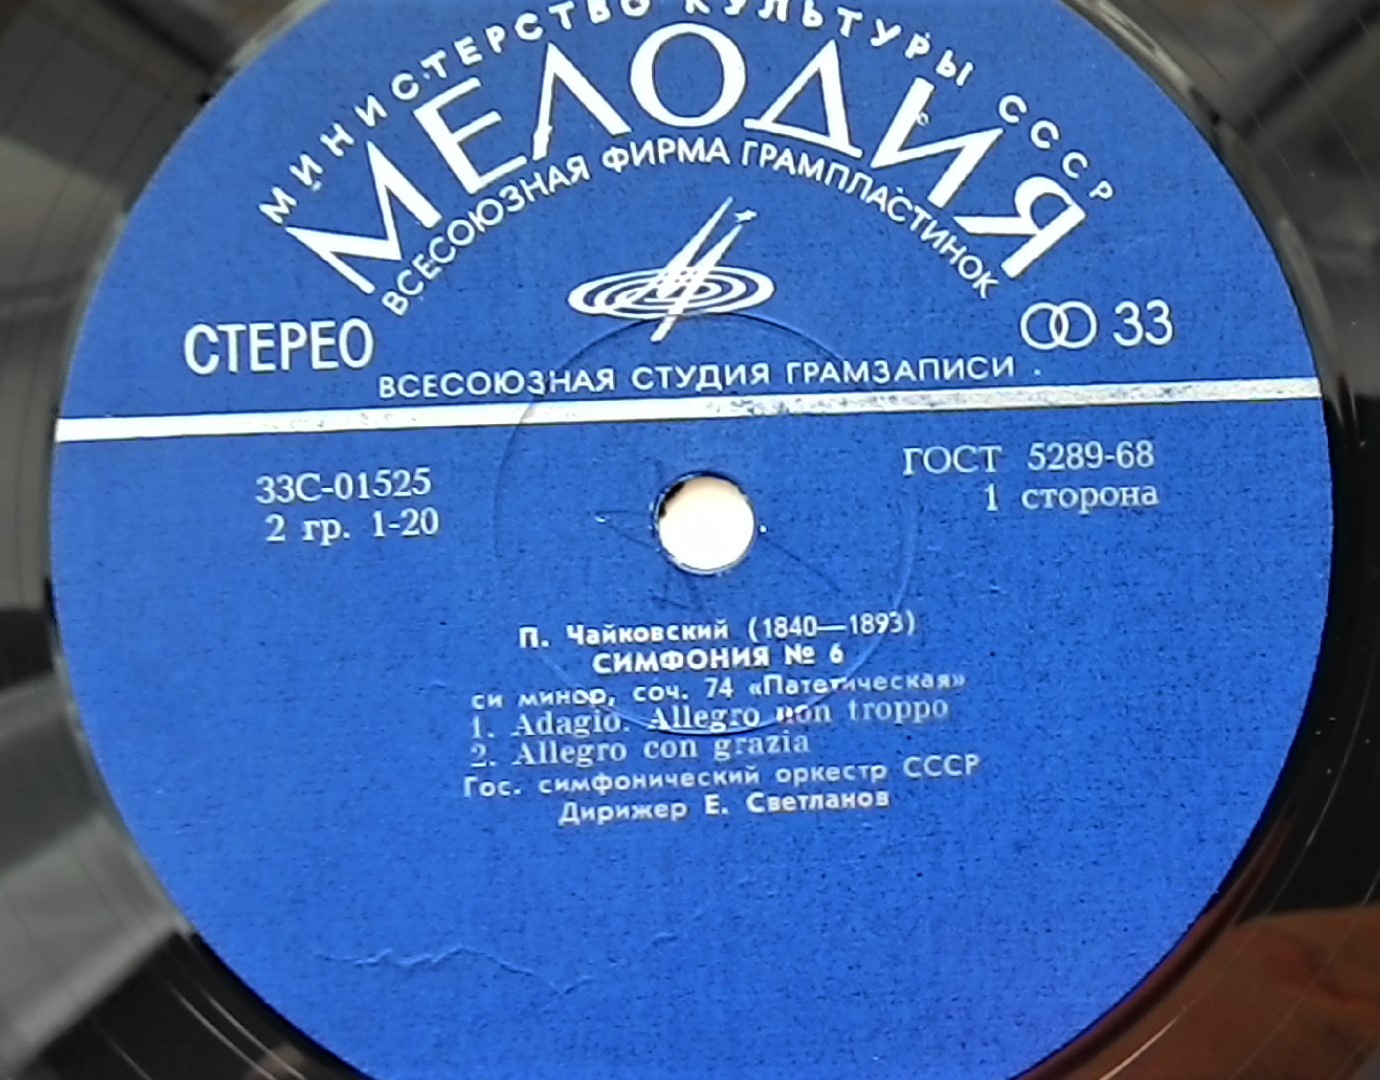 МИНИСТЕРСТВО КУЛЬТУРЫ СССР
МЕЛОДИЯ
ВСЕСОЮЗНАЯ ФИРМА ГРАМПЛАСТИНОК
СТЕРЕО
33
ВСЕСОЮЗНАЯ СТУДИЯ ГРАМЗАПИСИ
33С-01525
2 гр. 1-20
ГОСТ 5289-68
1 сторона
П. Чайковский (1840—1893)
СИМФОНИЯ № 6
си минор, соч. 74 «Патетическая»
1. Adagio. Allegro non troppo
2. Allegro con grazia
Гос. симфонический оркестр СССР
Дирижер Е. Светланов